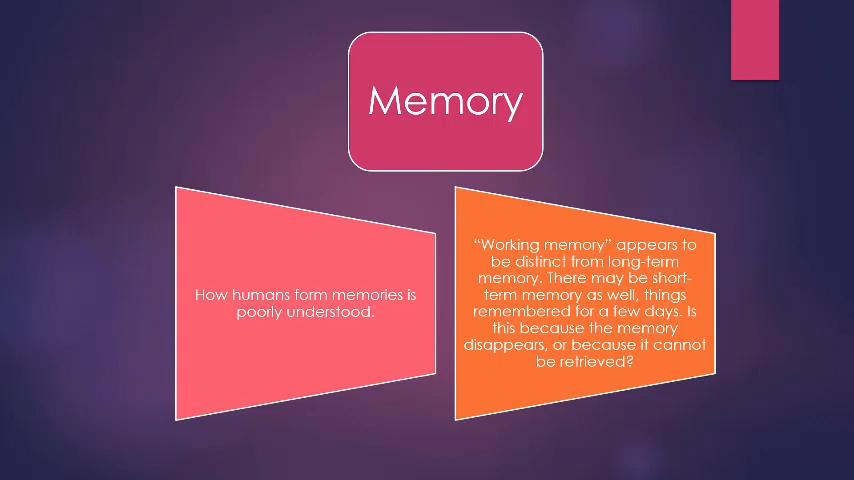 Memory
How humans form memories is
poorly understood.
“Working memory” appears to
be distinct from long-term
memory. There may be short-
term memory as well, things
remembered for a few days. Is
this because the memory
disappears, or because it cannot
be retrieved?